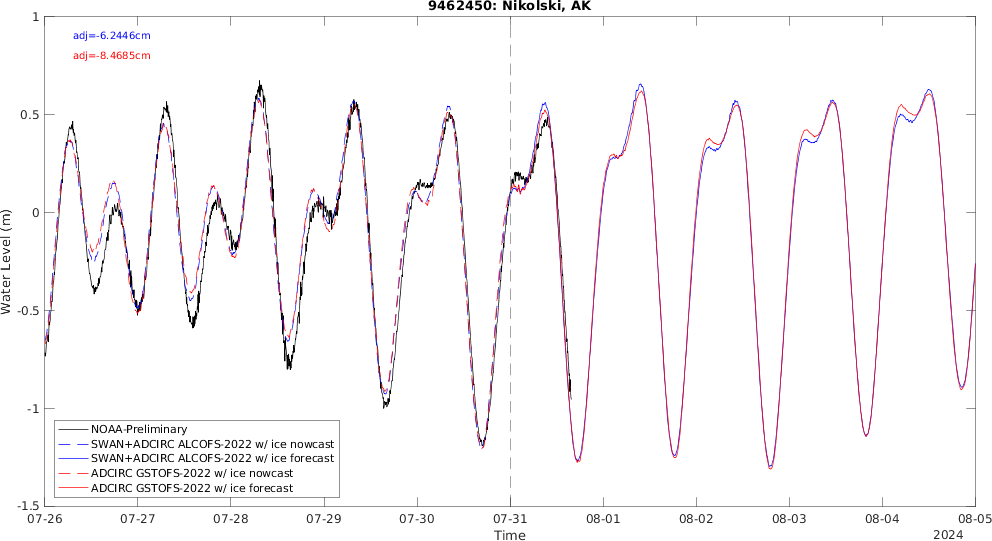 9462450: Nikolski, AK
adj=-6.2446cm
adj=-8.4685cm
1
0.5
0
-0.5
-1
-1.5
Water Level (m)
NOAA-Preliminary
SWAN+ADCIRC ALCOFS-2022 w/ ice nowcast
SWAN+ADCIRC ALCOFS-2022 w/ ice forecast
ADCIRC GSTOFS-2022 w/ ice nowcast
ADCIRC GSTOFS-2022 w/ ice forecast
07-26 07-27 07-28 07-29 07-30 07-31 08-01 08-02 08-03 08-04 08-05
Time
2024